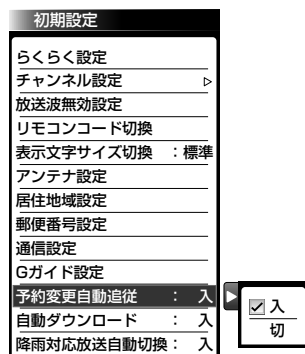 初期設定
らくらく設定
チャンネル設定
放送波無効設定
リモコンコード切換
表示文字サイズ切換 ：標準
アンテナ設定
居住地域設定
郵便番号設定
通信設定
Gガイド設定
予約変更自動追従 ： 入
入
自動ダウンロード ： 入
切
降雨対応放送自動切換： 入